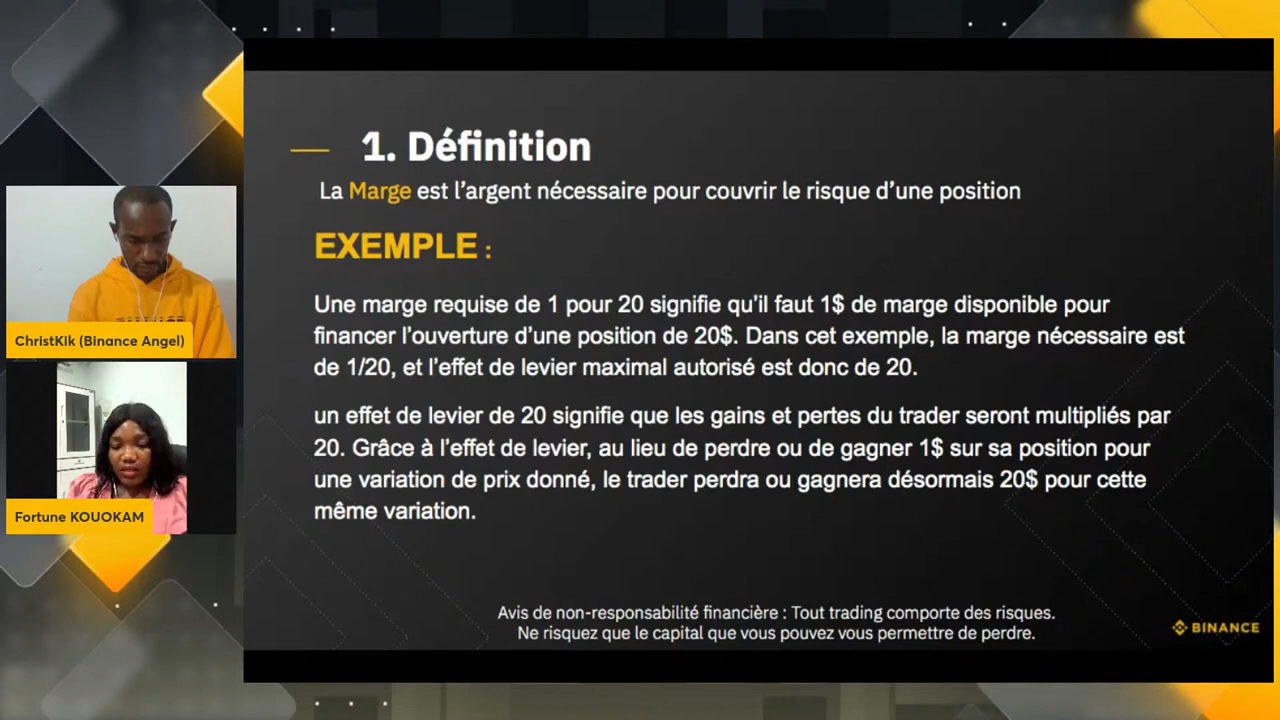 1. Définition
La Marge est l’argent nécessaire pour couvrir le risque d’une position
EXEMPLE :
Une marge requise de 1 pour 20 signifie qu’il faut 1$ de marge disponible pour
financer l’ouverture d’une position de 20$. Dans cet exemple, la marge nécessaire est
de 1/20, et l’effet de levier maximal autorisé est donc de 20.
un effet de levier de 20 signifie que les gains et pertes du trader seront multipliés par
20. Grâce à l’effet de levier, au lieu de perdre ou de gagner 1$ sur sa position pour
une variation de prix donné, le trader perdra ou gagnera désormais 20$ pour cette
même variation.
Avis de non-responsabilité financière : Tout trading comporte des risques.
Ne risquez que le capital que vous pouvez vous permettre de perdre.
BINANCE
ChristKik (Binance Angel)
Fortune KOUOKAM